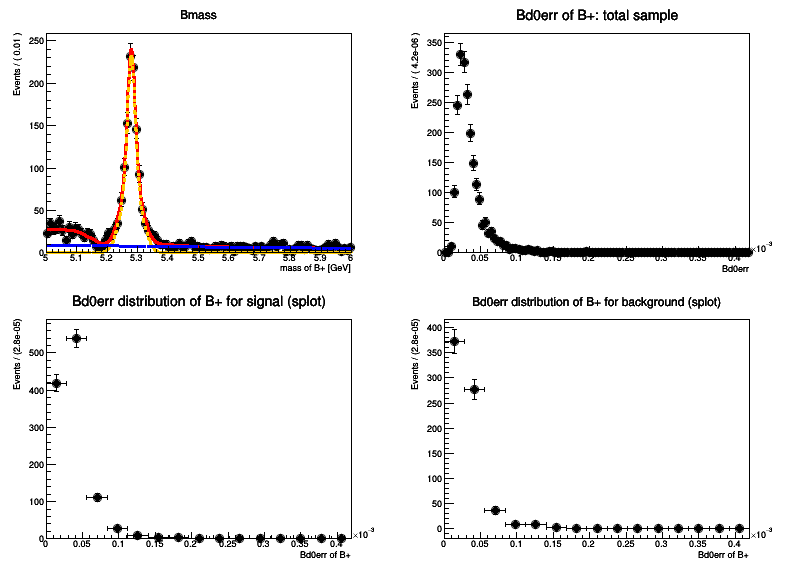 Bmass
Events / ( 0.01 )
250
200
150
100
50
0
5 5.1 5.2 5.3 5.4 5.5 5.6 5.7 5.8 5.9 6
mass of B+ [GeV]
Bd0err of B+: total sample
Events / ( 4.2e-06 )
350
300
250
200
150
100
50
0
0 0.05 0.1 0.15 0.2 0.25 0.3 0.35 0.4
×10⁻³
Bd0err
Bd0err distribution of B+ for signal (splot)
Events / (2.8e-05)
500
400
300
200
100
0
0 0.05 0.1 0.15 0.2 0.25 0.3 0.35 0.4
×10⁻³
Bd0err of B+
Bd0err distribution of B+ for background (splot)
Events / (2.8e-05)
400
350
300
250
200
150
100
50
0
0 0.05 0.1 0.15 0.2 0.25 0.3 0.35 0.4
×10⁻³
Bd0err of B+